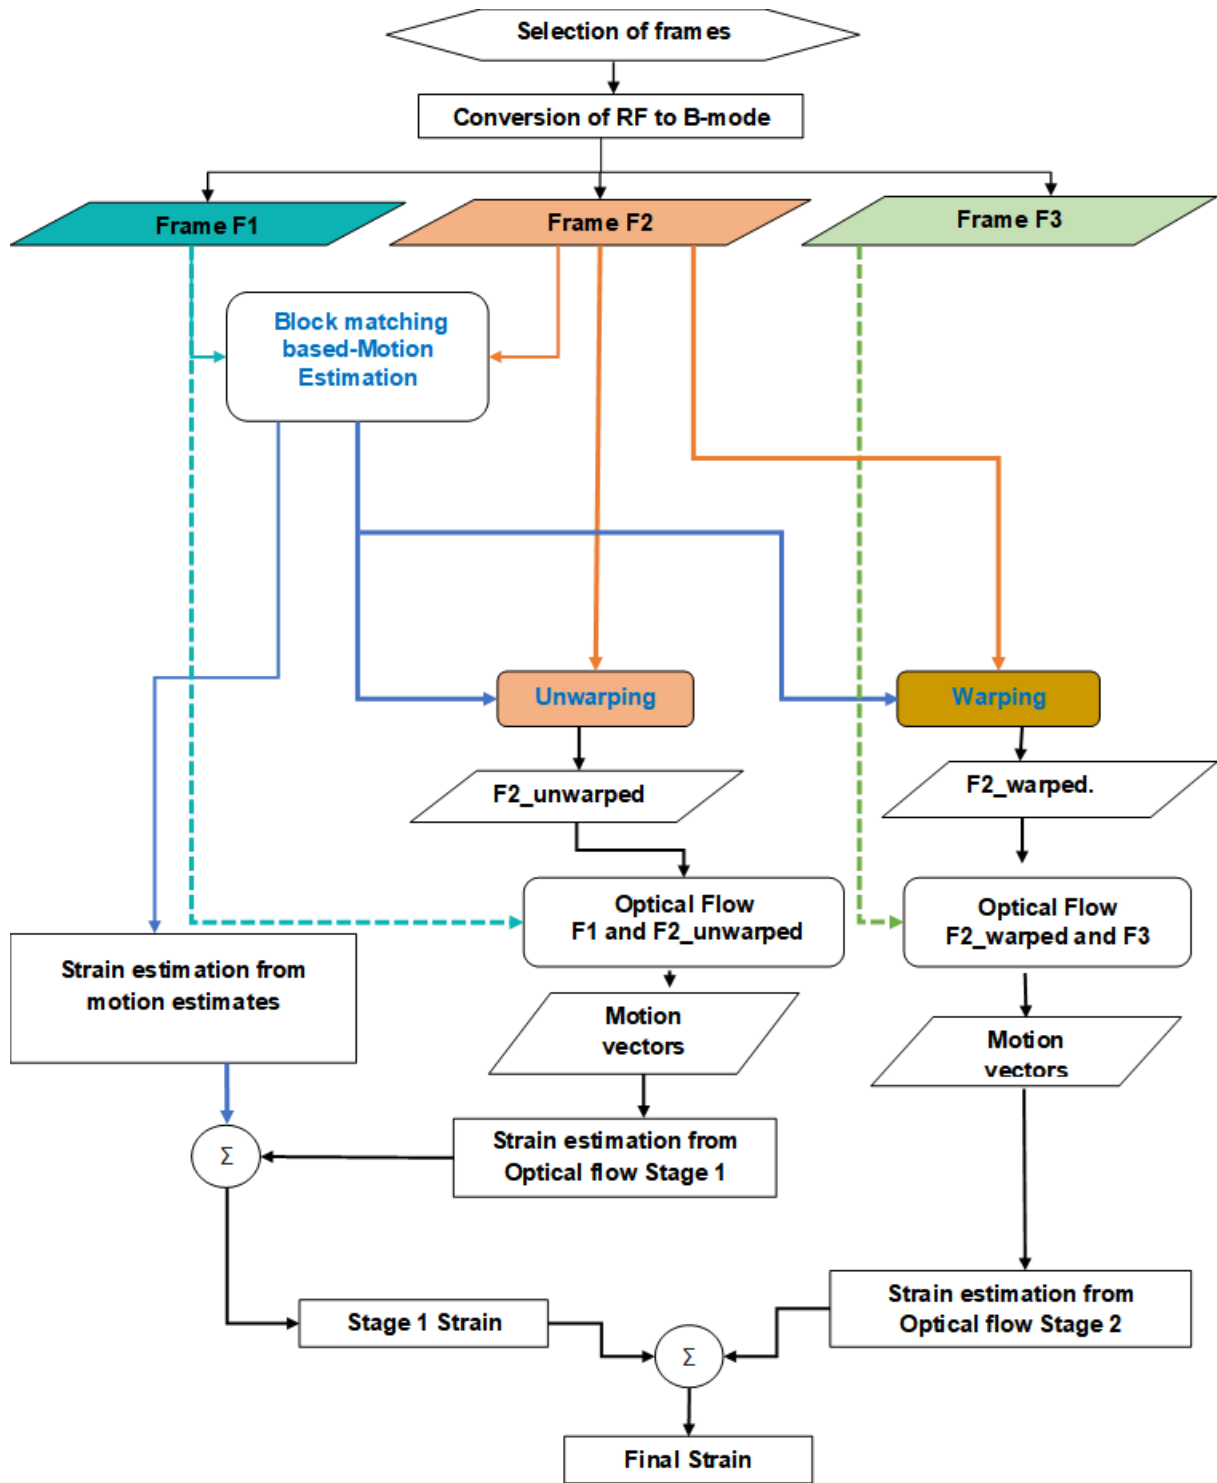 Selection of frames
Conversion of RF to B-mode
Frame F1
Frame F2
Frame F3
Block matching
based-Motion
Estimation
Unwarping
Warping
F2_unwarped
F2_warped.
Optical Flow
F1 and F2_unwarped
Optical Flow
F2_warped and F3
Strain estimation from
motion estimates
Motion
vectors
Motion
vectors
Σ
Strain estimation from
Optical flow Stage 1
Stage 1 Strain
Σ
Strain estimation from
Optical flow Stage 2
Final Strain